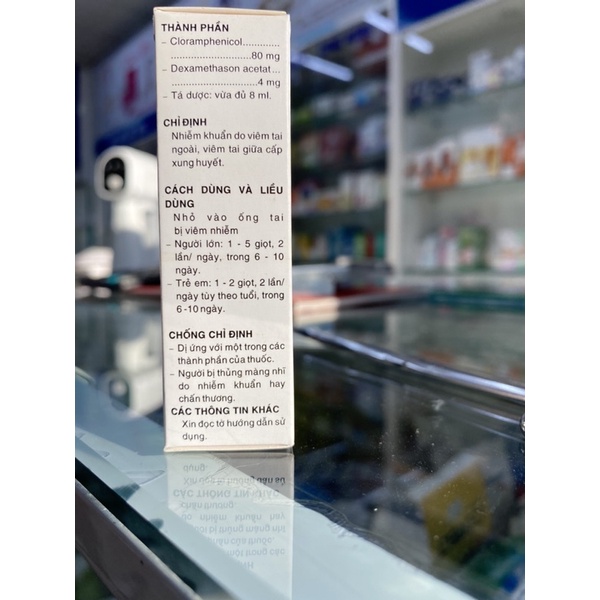 THÀNH PHẦN
– Cloramphenicol.............
.............................80 mg
– Dexamethason acetat...
...............................4 mg
– Tá dược: vừa đủ 8 ml.
CHỈ ĐỊNH
Nhiễm khuẩn do viêm tai
ngoài, viêm tai giữa cấp
xung huyết.
CÁCH DÙNG VÀ LIỀU
DÙNG
Nhỏ vào ống tai
bị viêm nhiễm
– Người lớn: 1 - 5 giọt, 2
lần/ ngày, trong 6 - 10
ngày.
– Trẻ em: 1 - 2 giọt, 2 lần/
ngày tùy theo tuổi, trong
6 -10 ngày.
CHỐNG CHỈ ĐỊNH
– Dị ứng với một trong các
thành phần của thuốc.
– Người bị thủng màng nhĩ
do nhiễm khuẩn hay
chấn thương.
CÁC THÔNG TIN KHÁC
Xin đọc tờ hướng dẫn sử
dụng.